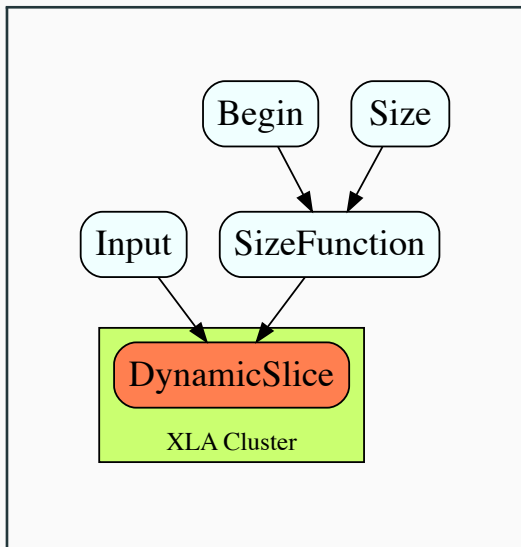 Begin
Size
Input
SizeFunction
DynamicSlice
XLA Cluster